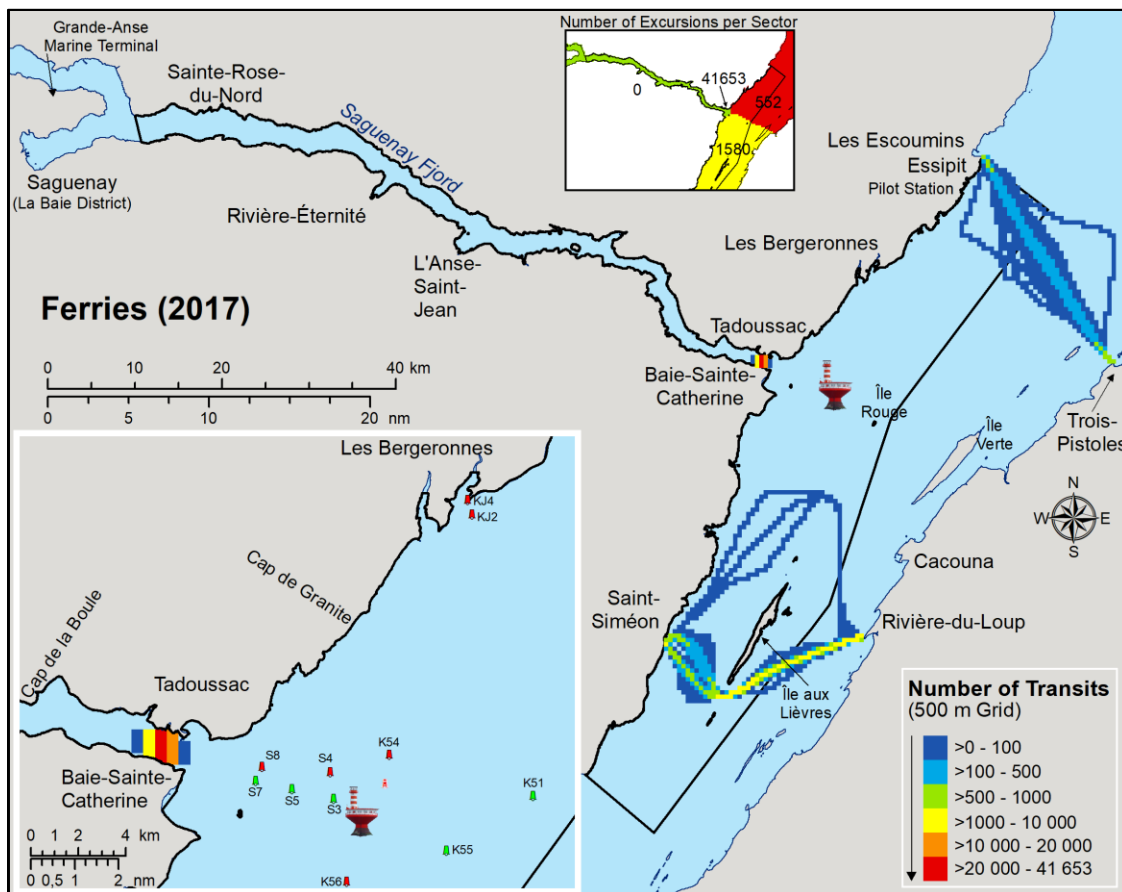 Grande-Anse
Marine Terminal
Sainte-Rose-
du-Nord
Saguenay Fjord
Saguenay
(La Baie District)
Rivière-Éternité
L'Anse-
Saint-
Jean
Number of Excursions per Sector
41653
0
552
1580
Les Escoumins
Essipit
Pilot Station
Les Bergeronnes
Tadoussac
Baie-Sainte-
Catherine
Île
Rouge
Île
Verte
Trois-
Pistoles
N
W
E
S
Cacouna
Saint-
Siméon
Rivière-du-Loup
Île aux
Lièvres
Ferries (2017)
0
10
20
40 km
0
5
10
20
nm
Les Bergeronnes
KJ4
KJ2
Cap de Granite
Cap de la Boule
Tadoussac
Baie-Sainte-
Catherine
S8
S7
S5
S4
S3
K54
K51
K55
K56
0
2
4
km
0
0,5
1
2
nm
Number of Transits
(500 m Grid)
>0 - 100
>100 - 500
>500 - 1000
>1000 - 10 000
>10 000 - 20 000
>20 000 - 41 653